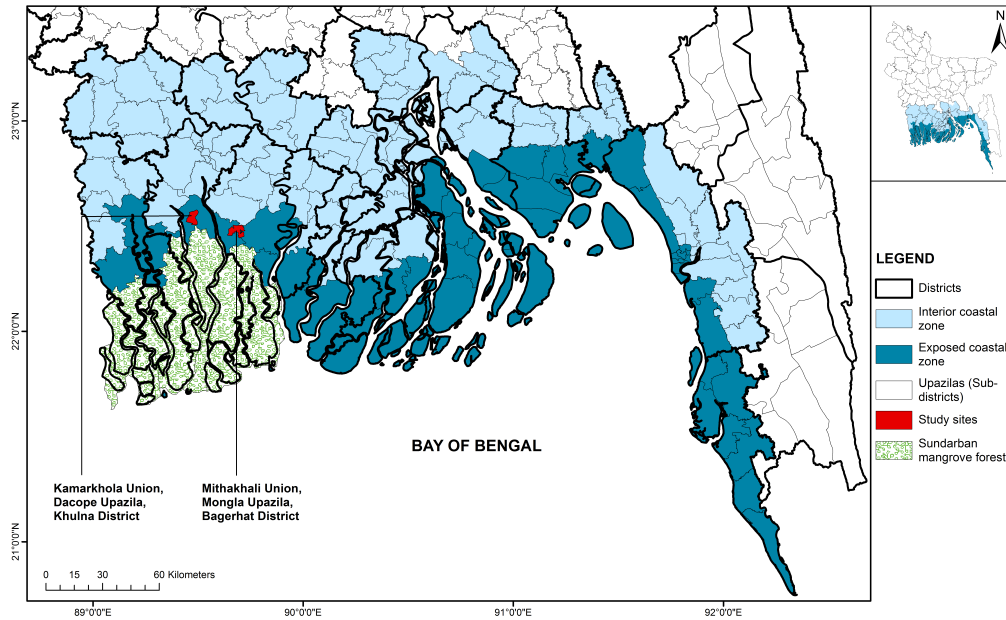 N
23°0'0"N
22°0'0"N
21°0'0"N
BAY OF BENGAL
Kamarkhola Union,
Dacope Upazila,
Khulna District
Mithakhali Union,
Mongla Upazila,
Bagerhat District
0 15 30 60 Kilometers
89°0'0"E
90°0'0"E
91°0'0"E
92°0'0"E
LEGEND
Districts
Interior coastal
zone
Exposed coastal
zone
Upazilas (Sub-
districts)
Study sites
Sundarban
mangrove forest